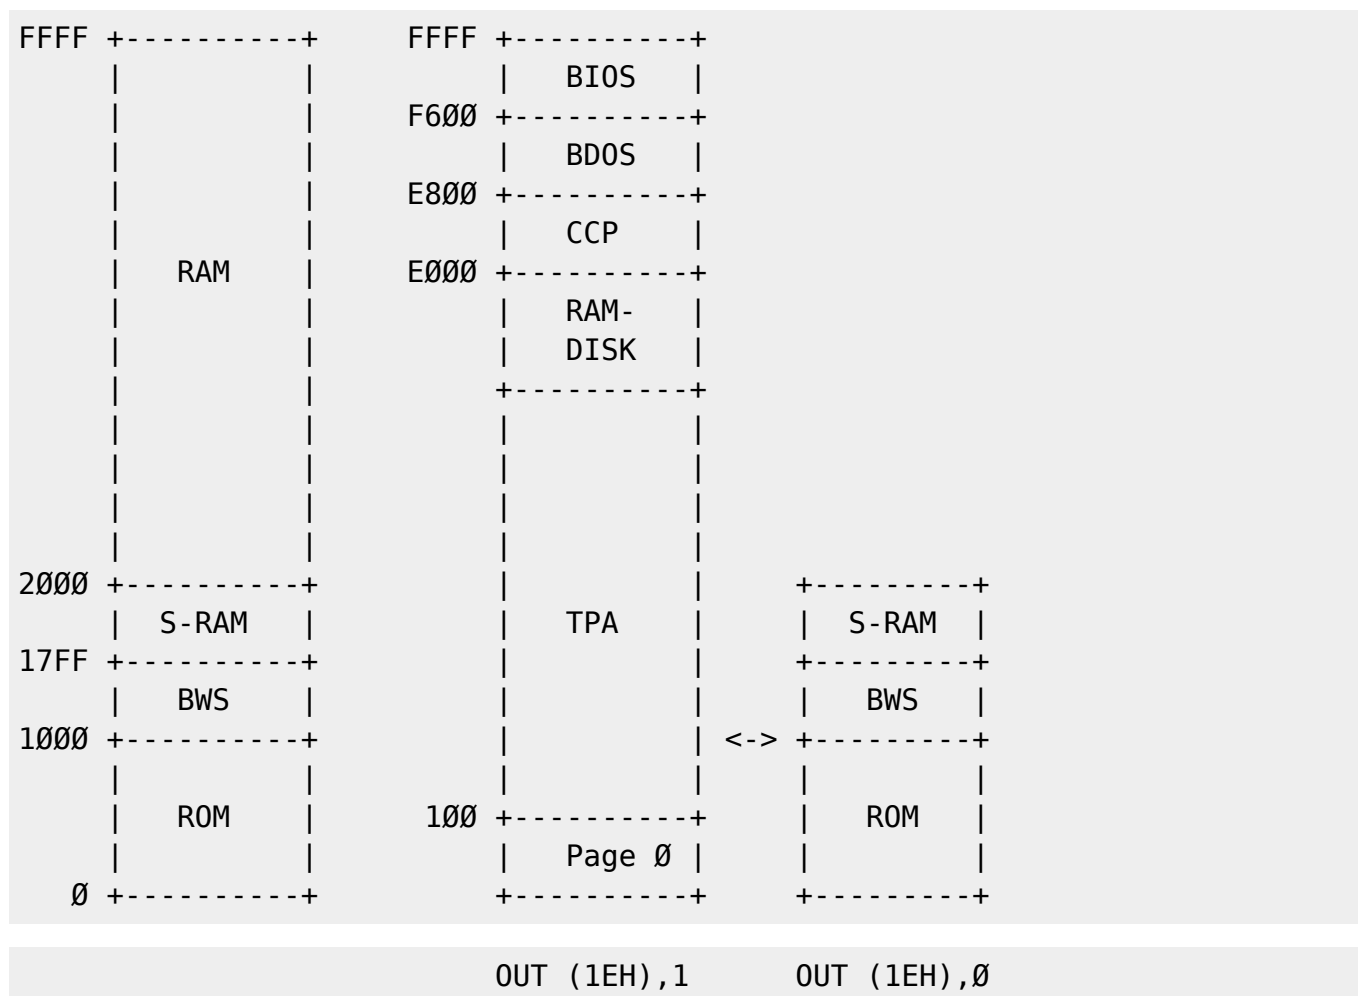 FFFF +----------+     FFFF +----------+
     |          |          |   BIOS   |
     |          |     F6ØØ +----------+
     |          |          |   BDOS   |
     |          |     E8ØØ +----------+
     |          |          |   CCP    |
     |   RAM    |     EØØØ +----------+
     |          |          |   RAM-   |
     |          |          |   DISK   |
     |          |          +----------+
     |          |          |          |
     |          |          |          |
     |          |          |          |
     |          |          |          |
2ØØØ +----------+          |          |     +---------+
     |  S-RAM   |          |   TPA    |     |  S-RAM  |
17FF +----------+          |          |     +---------+
     |   BWS    |          |          |     |   BWS   |
1ØØØ +----------+          |          | <-> +---------+
     |          |          |          |     |         |
     |   ROM    |      1ØØ +----------+     |   ROM   |
     |          |          |   Page Ø |     |         |
   Ø +----------+          +----------+     +---------+
                           OUT (1EH),1      OUT (1EH),Ø